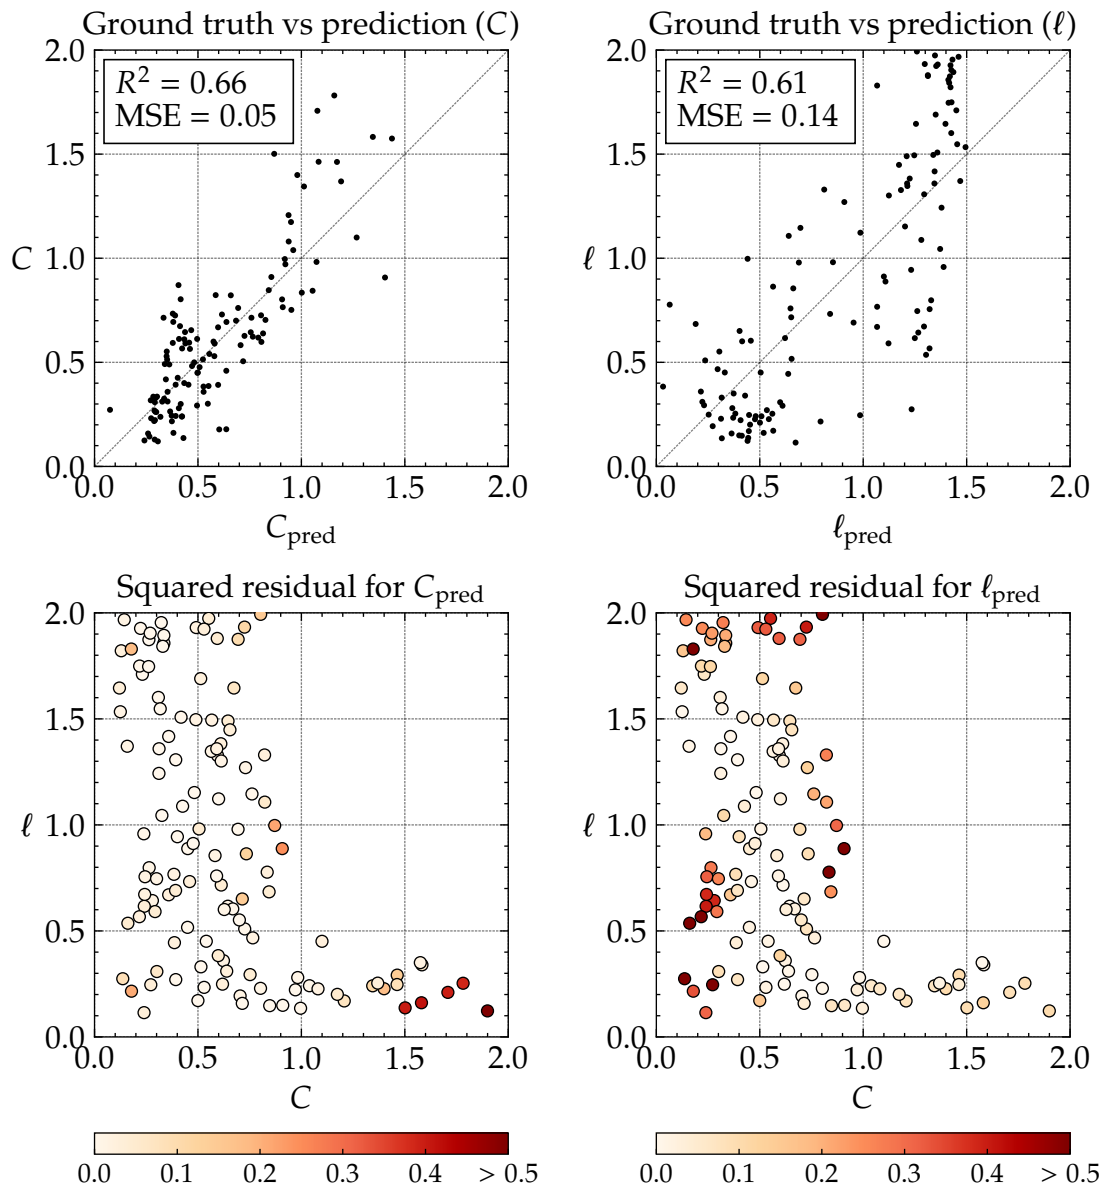 Ground truth vs prediction (C)
R² = 0.66
MSE = 0.05
2.0
1.5
C 1.0
0.5
0.0
0.0 0.5 1.0 1.5 2.0
C_pred
Ground truth vs prediction (ℓ)
R² = 0.61
MSE = 0.14
2.0
1.5
ℓ 1.0
0.5
0.0
0.0 0.5 1.0 1.5 2.0
ℓ_pred
Squared residual for C_pred
2.0
1.5
ℓ 1.0
0.5
0.0
0.0 0.5 1.0 1.5 2.0
C
0.0 0.1 0.2 0.3 0.4 > 0.5
Squared residual for ℓ_pred
2.0
1.5
ℓ 1.0
0.5
0.0
0.0 0.5 1.0 1.5 2.0
C
0.0 0.1 0.2 0.3 0.4 > 0.5